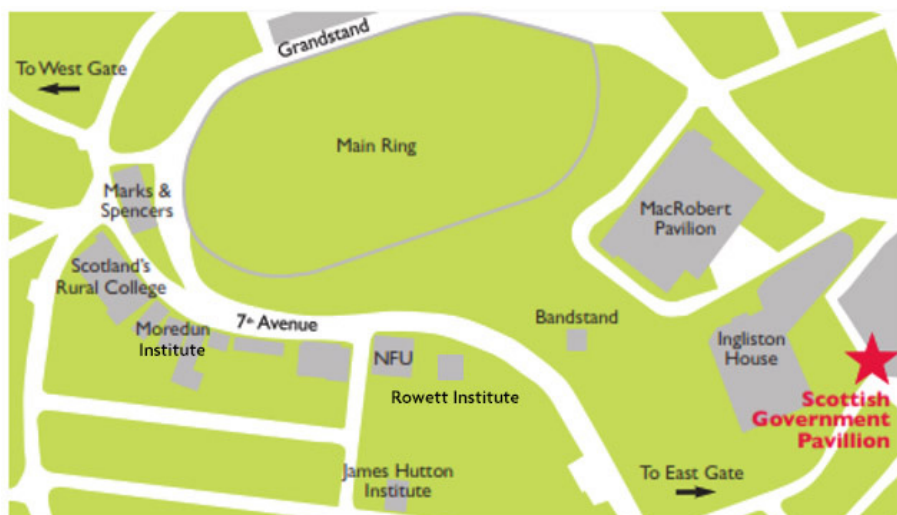 Grandstand
To West Gate
Main Ring
Marks &
Spencers
MacRobert
Pavilion
Scotland's
Rural College
7th Avenue
Moredun
Institute
Bandstand
NFU
Ingliston
House
Rowett Institute
Scottish
Government
Pavillion
James Hutton
Institute
To East Gate